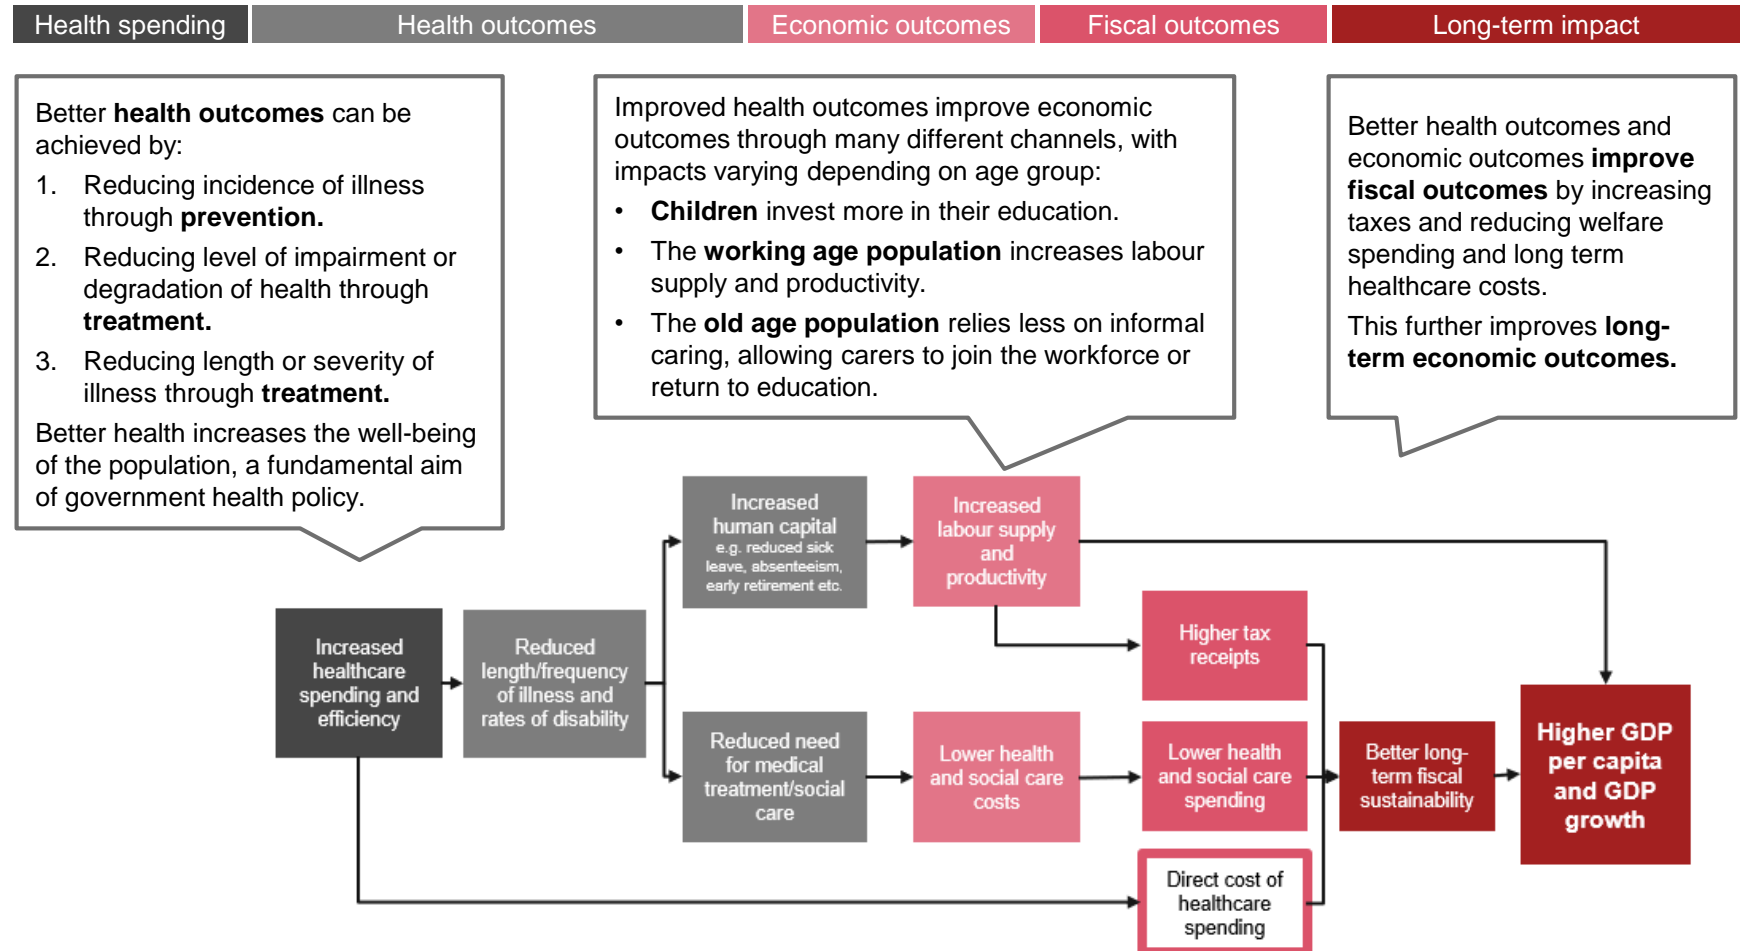 Health spending
Health outcomes
Economic outcomes
Fiscal outcomes
Long-term impact
Better health outcomes can be
achieved by:
1. Reducing incidence of illness
through prevention.
2. Reducing level of impairment or
degradation of health through
treatment.
3. Reducing length or severity of
illness through treatment.
Better health increases the well-being
of the population, a fundamental aim
of government health policy.
Improved health outcomes improve economic
outcomes through many different channels, with
impacts varying depending on age group:
• Children invest more in their education.
• The working age population increases labour
supply and productivity.
• The old age population relies less on informal
caring, allowing carers to join the workforce or
return to education.
Better health outcomes and
economic outcomes improve
fiscal outcomes by increasing
taxes and reducing welfare
spending and long term
healthcare costs.
This further improves long-
term economic outcomes.
Increased
healthcare
spending and
efficiency
Reduced
length/frequency
of illness and
rates of disability
Increased
human capital
e.g. reduced sick
leave, absenteeism,
early retirement etc.
Increased
labour supply
and
productivity
Higher tax
receipts
Reduced need
for medical
treatment/social
care
Lower health
and social care
costs
Lower health
and social care
spending
Direct cost of
healthcare
spending
Better long-
term fiscal
sustainability
Higher GDP
per capita
and GDP
growth